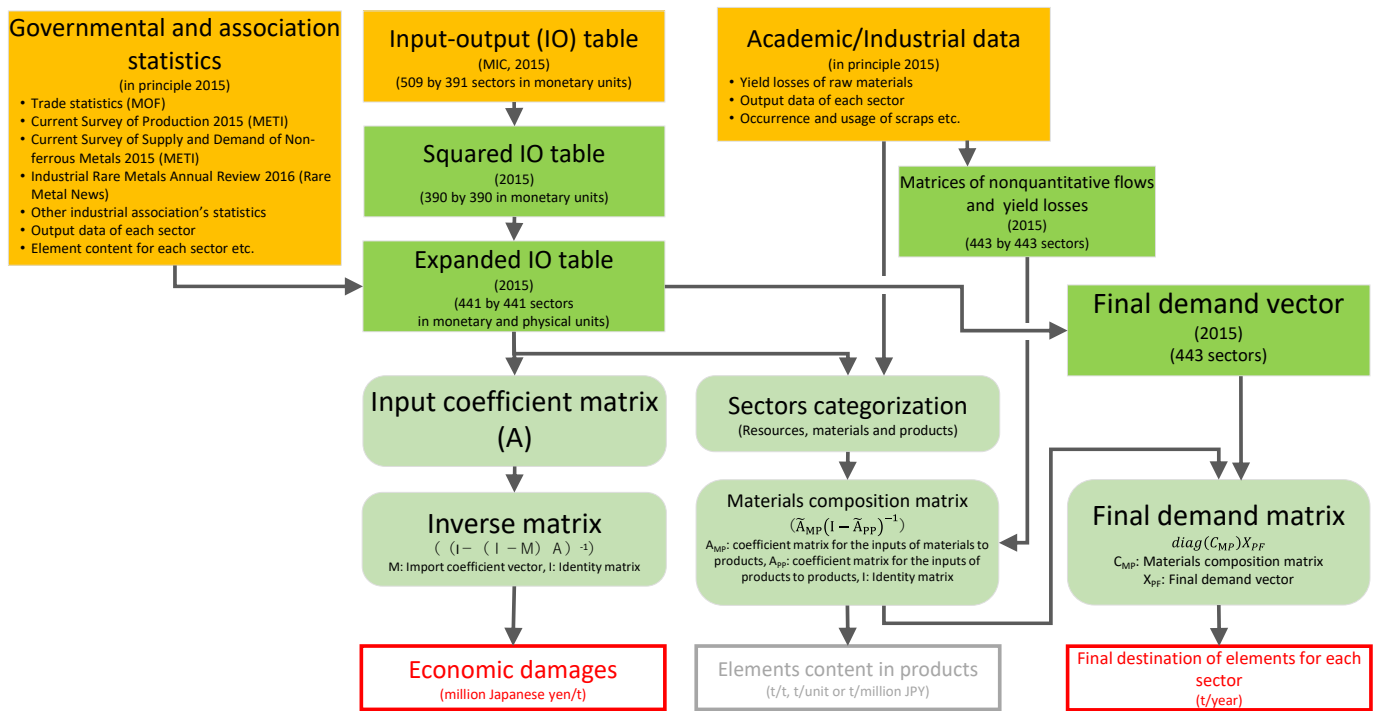 Governmental and association
statistics
(in principle 2015)
• Trade statistics (MOF)
• Current Survey of Production 2015 (METI)
• Current Survey of Supply and Demand of Non-
ferrous Metals 2015 (METI)
• Industrial Rare Metals Annual Review 2016 (Rare
Metal News)
• Other industrial association's statistics
• Output data of each sector
• Element content for each sector etc.
Input-output (IO) table
(MIC, 2015)
(509 by 391 sectors in monetary units)
Academic/Industrial data
(in principle 2015)
• Yield losses of raw materials
• Output data of each sector
• Occurrence and usage of scraps etc.
Squared IO table
(2015)
(390 by 390 in monetary units)
Matrices of nonquantitative flows
and yield losses
(2015)
(443 by 443 sectors)
Expanded IO table
(2015)
(441 by 441 sectors
in monetary and physical units)
Final demand vector
(2015)
(443 sectors)
Input coefficient matrix
(A)
Sectors categorization
(Resources, materials and products)
Inverse matrix
( (I- (I-M) A) ⁻¹)
M: Import coefficient vector, I: Identity matrix
Materials composition matrix
(Ã_MP(I − Ã_PP)⁻¹)
A_MP: coefficient matrix for the inputs of materials to
products, A_PP: coefficient matrix for the inputs of
products to products, I: Identity matrix
Final demand matrix
diag(C_MP)X_PF
C_MP: Materials composition matrix
X_PF: Final demand vector
Economic damages
(million Japanese yen/t)
Elements content in products
(t/t, t/unit or t/million JPY)
Final destination of elements for each
sector
(t/year)